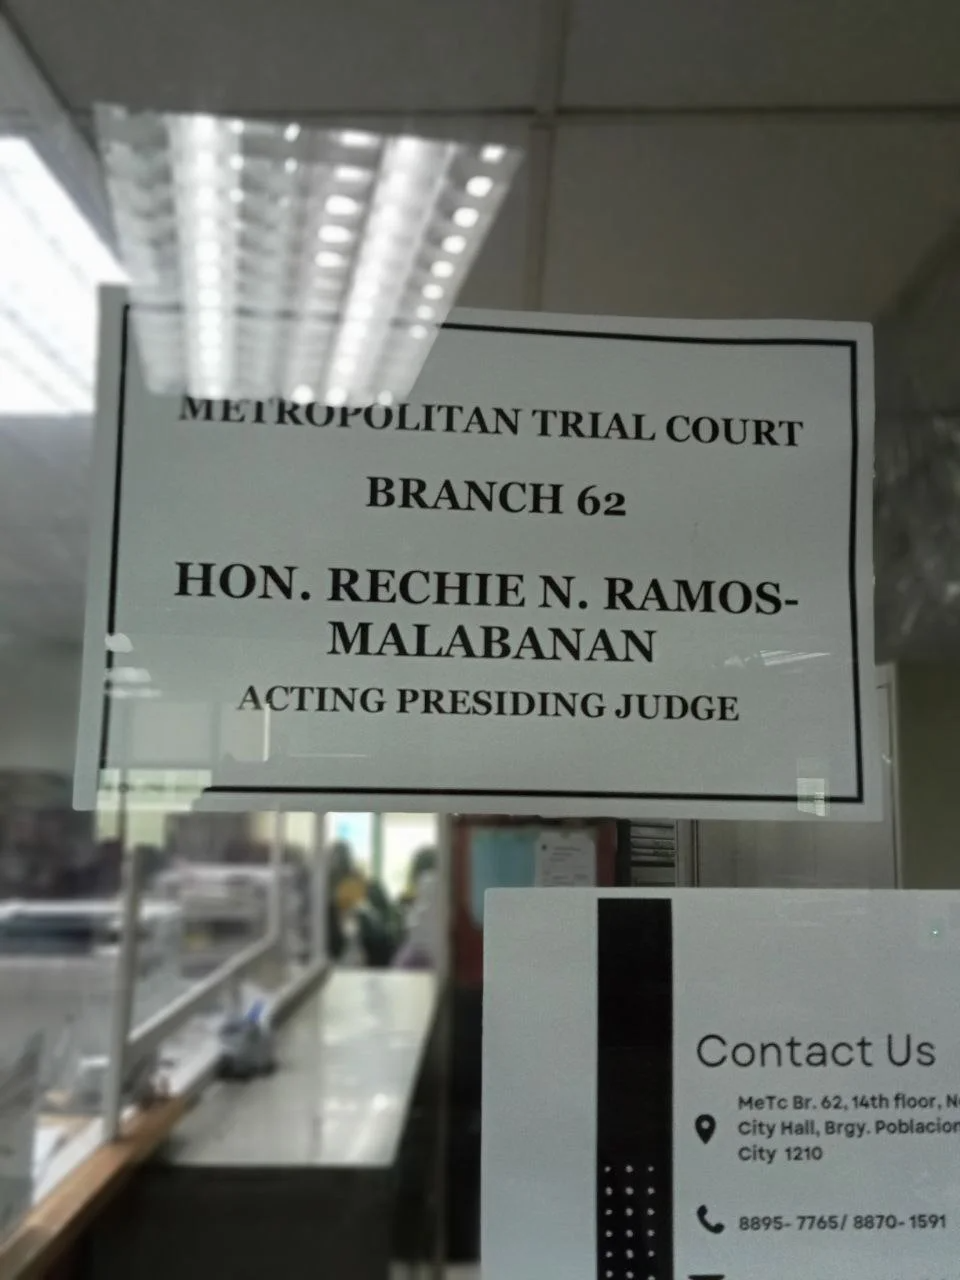 METROPOLITAN TRIAL COURT
BRANCH 62
HON. RECHIE N. RAMOS-
MALABANAN
ACTING PRESIDING JUDGE
Contact Us
MeTc Br. 62, 14th floor,
City Hall, Brgy. Poblacion
City 1210
8895- 7765/ 8870- 1591